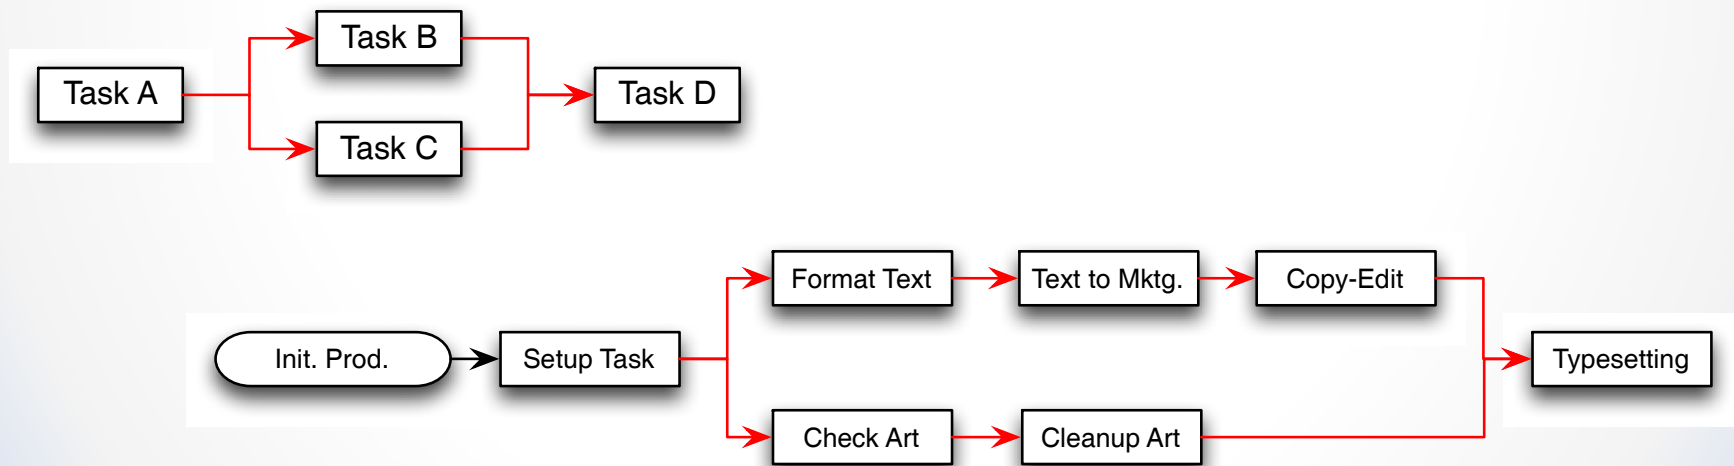 Task B
Task A
Task D
Task C
Format Text
Text to Mktg.
Copy-Edit
Init. Prod.
Setup Task
Typesetting
Check Art
Cleanup Art